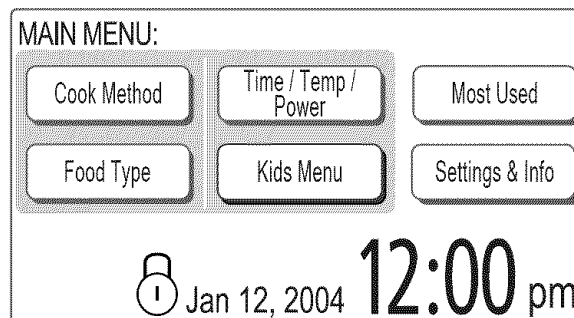 MAIN MENU:
Cook Method
Time / Temp /
Power
Most Used
Food Type
Kids Menu
Settings & Info
Jan 12, 2004 12:00 pm